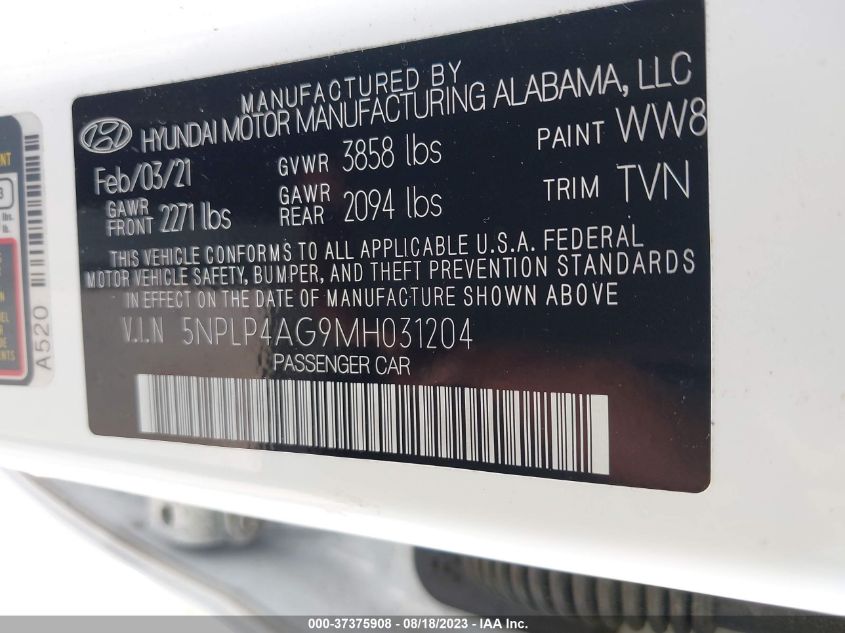 MANUFACTURED BY
HYUNDAI MOTOR MANUFACTURING ALABAMA, LLC
Feb/03/21 GVWR 3858 lbs PAINT WW8
GAWR FRONT 2271 lbs GAWR REAR 2094 lbs TRIM TVN
THIS VEHICLE CONFORMS TO ALL APPLICABLE U.S.A. FEDERAL
MOTOR VEHICLE SAFETY, BUMPER, AND THEFT PREVENTION STANDARDS
IN EFFECT ON THE DATE OF MANUFACTURE SHOWN ABOVE.
V.I.N 5NPLP4AG9MH031204
PASSENGER CAR
A520
000-37375908 - 08/18/2023 - IAA Inc.